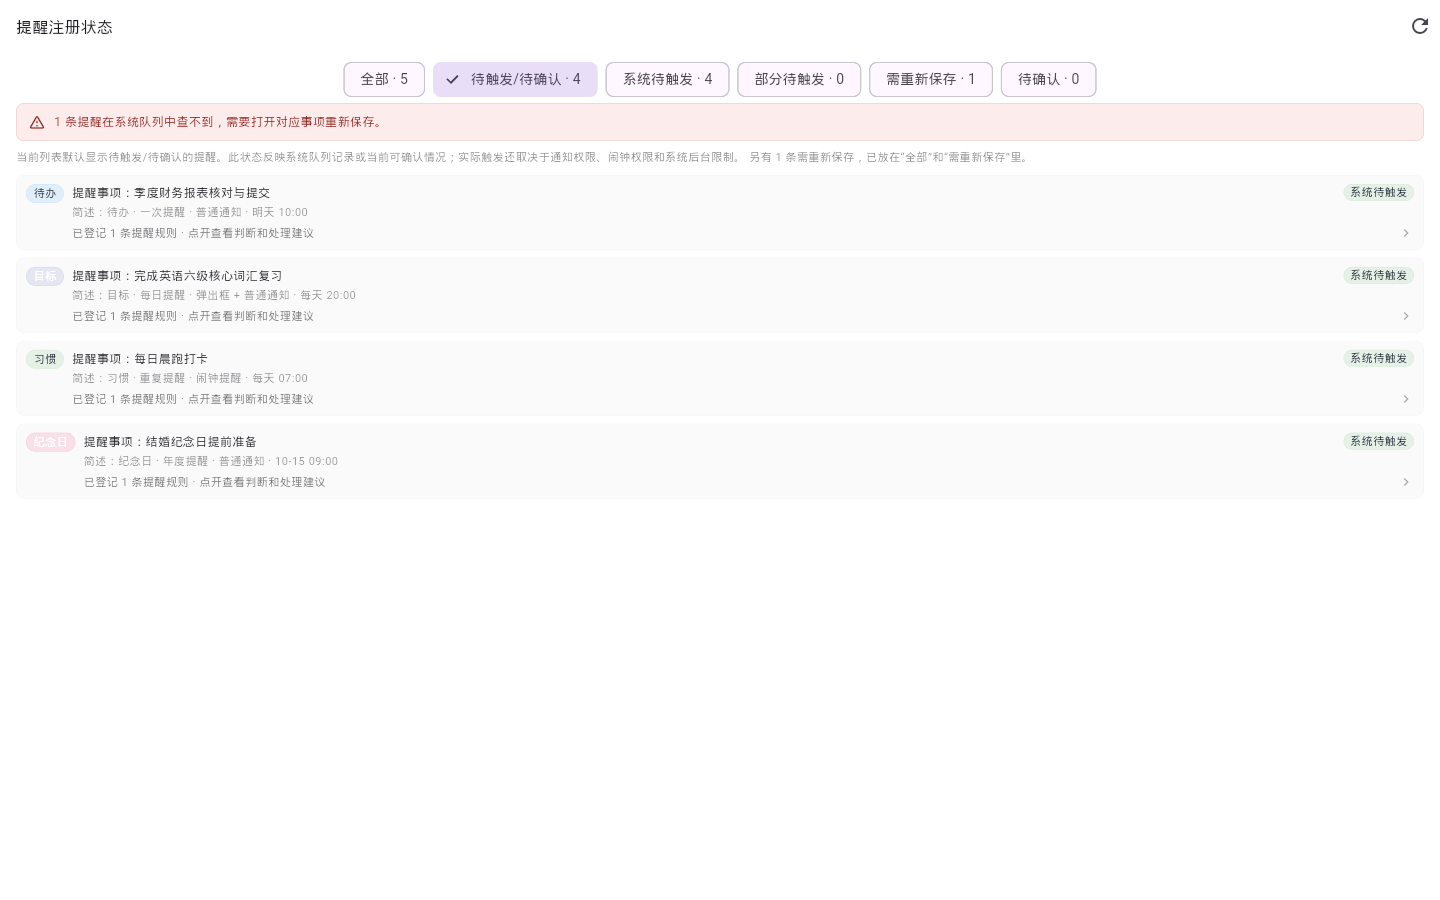 提醒注册状态
全部 · 5
待触发/待确认 · 4
系统待触发 · 4
部分待触发 · 0
需重新保存 · 1
待确认 · 0
1 条提醒在系统队列中查不到，需要打开对应事项重新保存。
当前列表默认显示待触发/待确认的提醒。此状态反映系统队列记录或当前可确认情况；实际触发还取决于通知权限、闹钟权限和系统后台限制。 另有 1 条需重新保存，已放在“全部”和“需重新保存”里。
待办
提醒事项：季度财务报表核对与提交
系统待触发
简述：待办 · 一次提醒 · 普通通知 · 明天 10:00
已登记 1 条提醒规则 · 点开查看判断和处理建议
目标
提醒事项：完成英语六级核心词汇复习
系统待触发
简述：目标 · 每日提醒 · 弹出框 + 普通通知 · 每天 20:00
已登记 1 条提醒规则 · 点开查看判断和处理建议
习惯
提醒事项：每日晨跑打卡
系统待触发
简述：习惯 · 重复提醒 · 闹钟提醒 · 每天 07:00
已登记 1 条提醒规则 · 点开查看判断和处理建议
纪念日
提醒事项：结婚纪念日提前准备
系统待触发
简述：纪念日 · 年度提醒 · 普通通知 · 10-15 09:00
已登记 1 条提醒规则 · 点开查看判断和处理建议